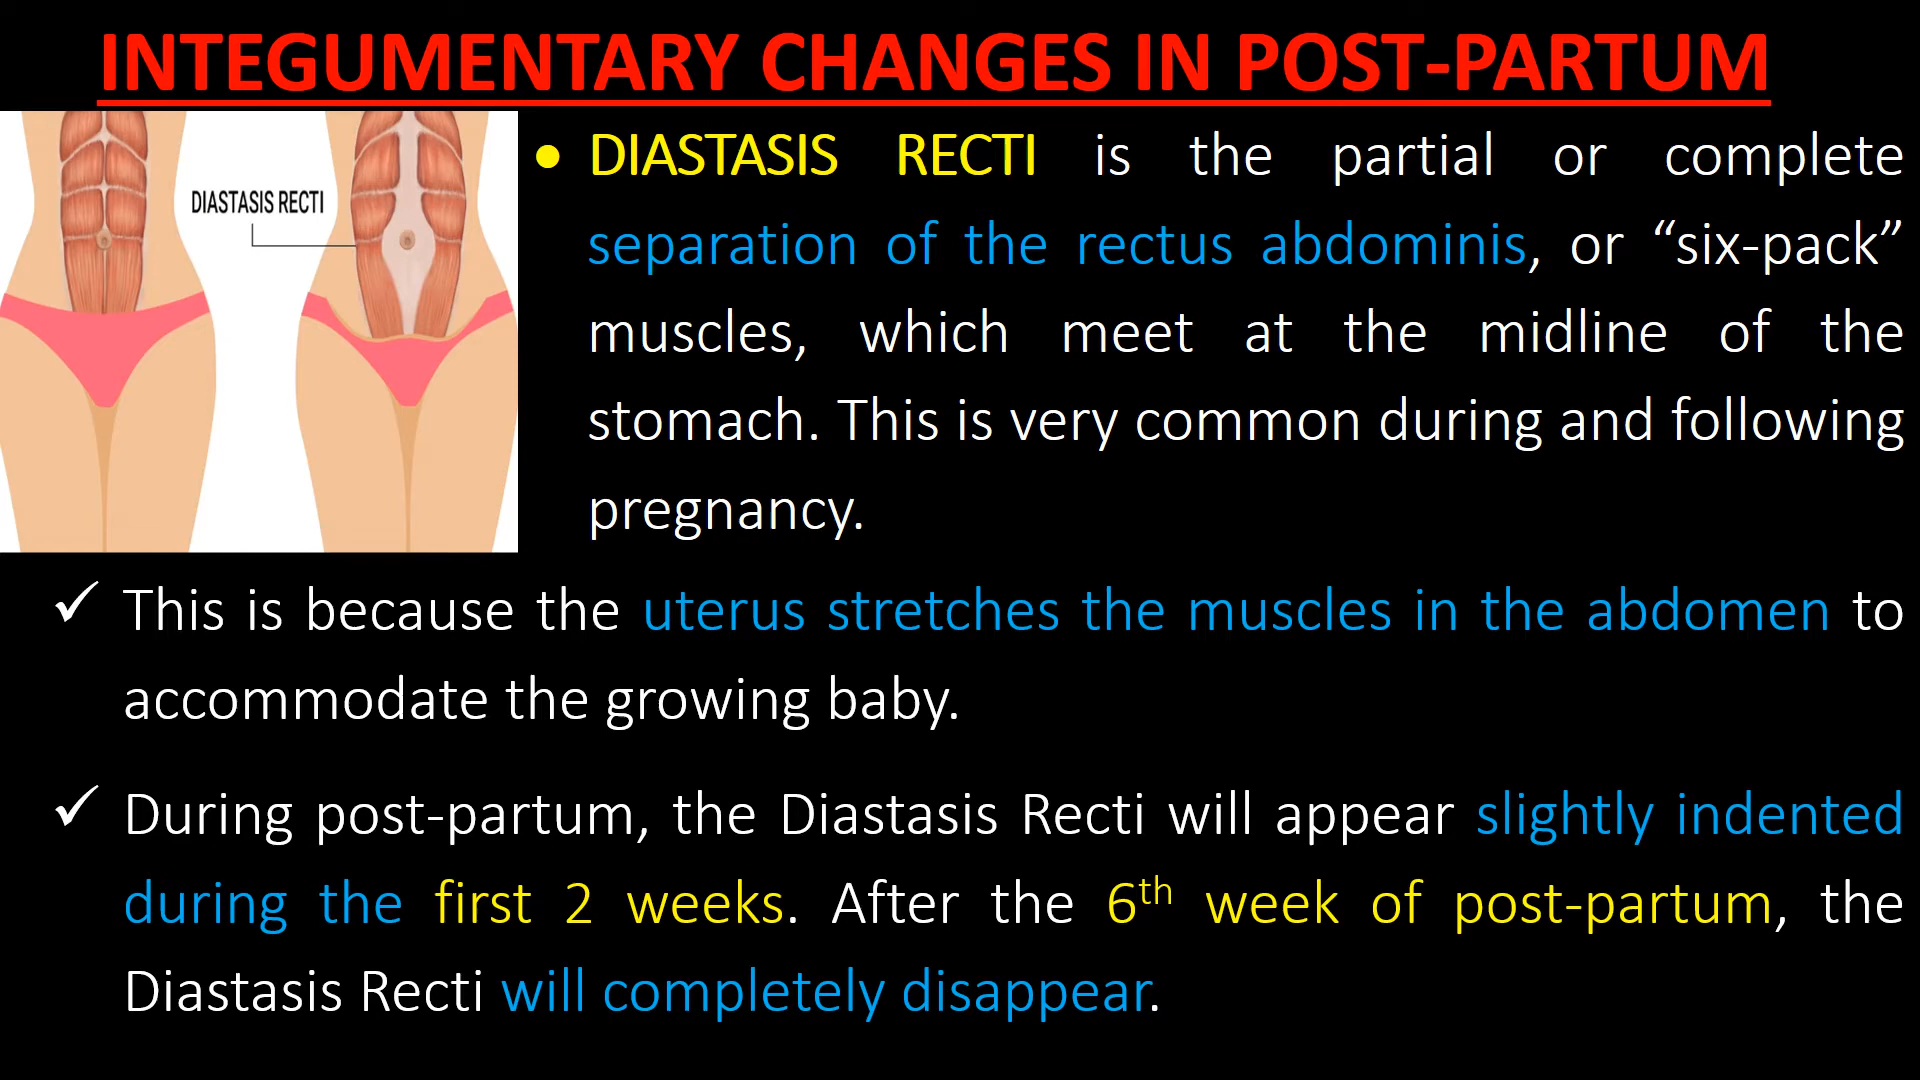 INTEGUMENTARY CHANGES IN POST-PARTUM
DIASTASIS RECTI
• DIASTASIS RECTI is the partial or complete
separation of the rectus abdominis, or “six-pack”
muscles, which meet at the midline of the
stomach. This is very common during and following
pregnancy.
✓ This is because the uterus stretches the muscles in the abdomen to
accommodate the growing baby.
✓ During post-partum, the Diastasis Recti will appear slightly indented
during the first 2 weeks. After the 6th week of post-partum, the
Diastasis Recti will completely disappear.